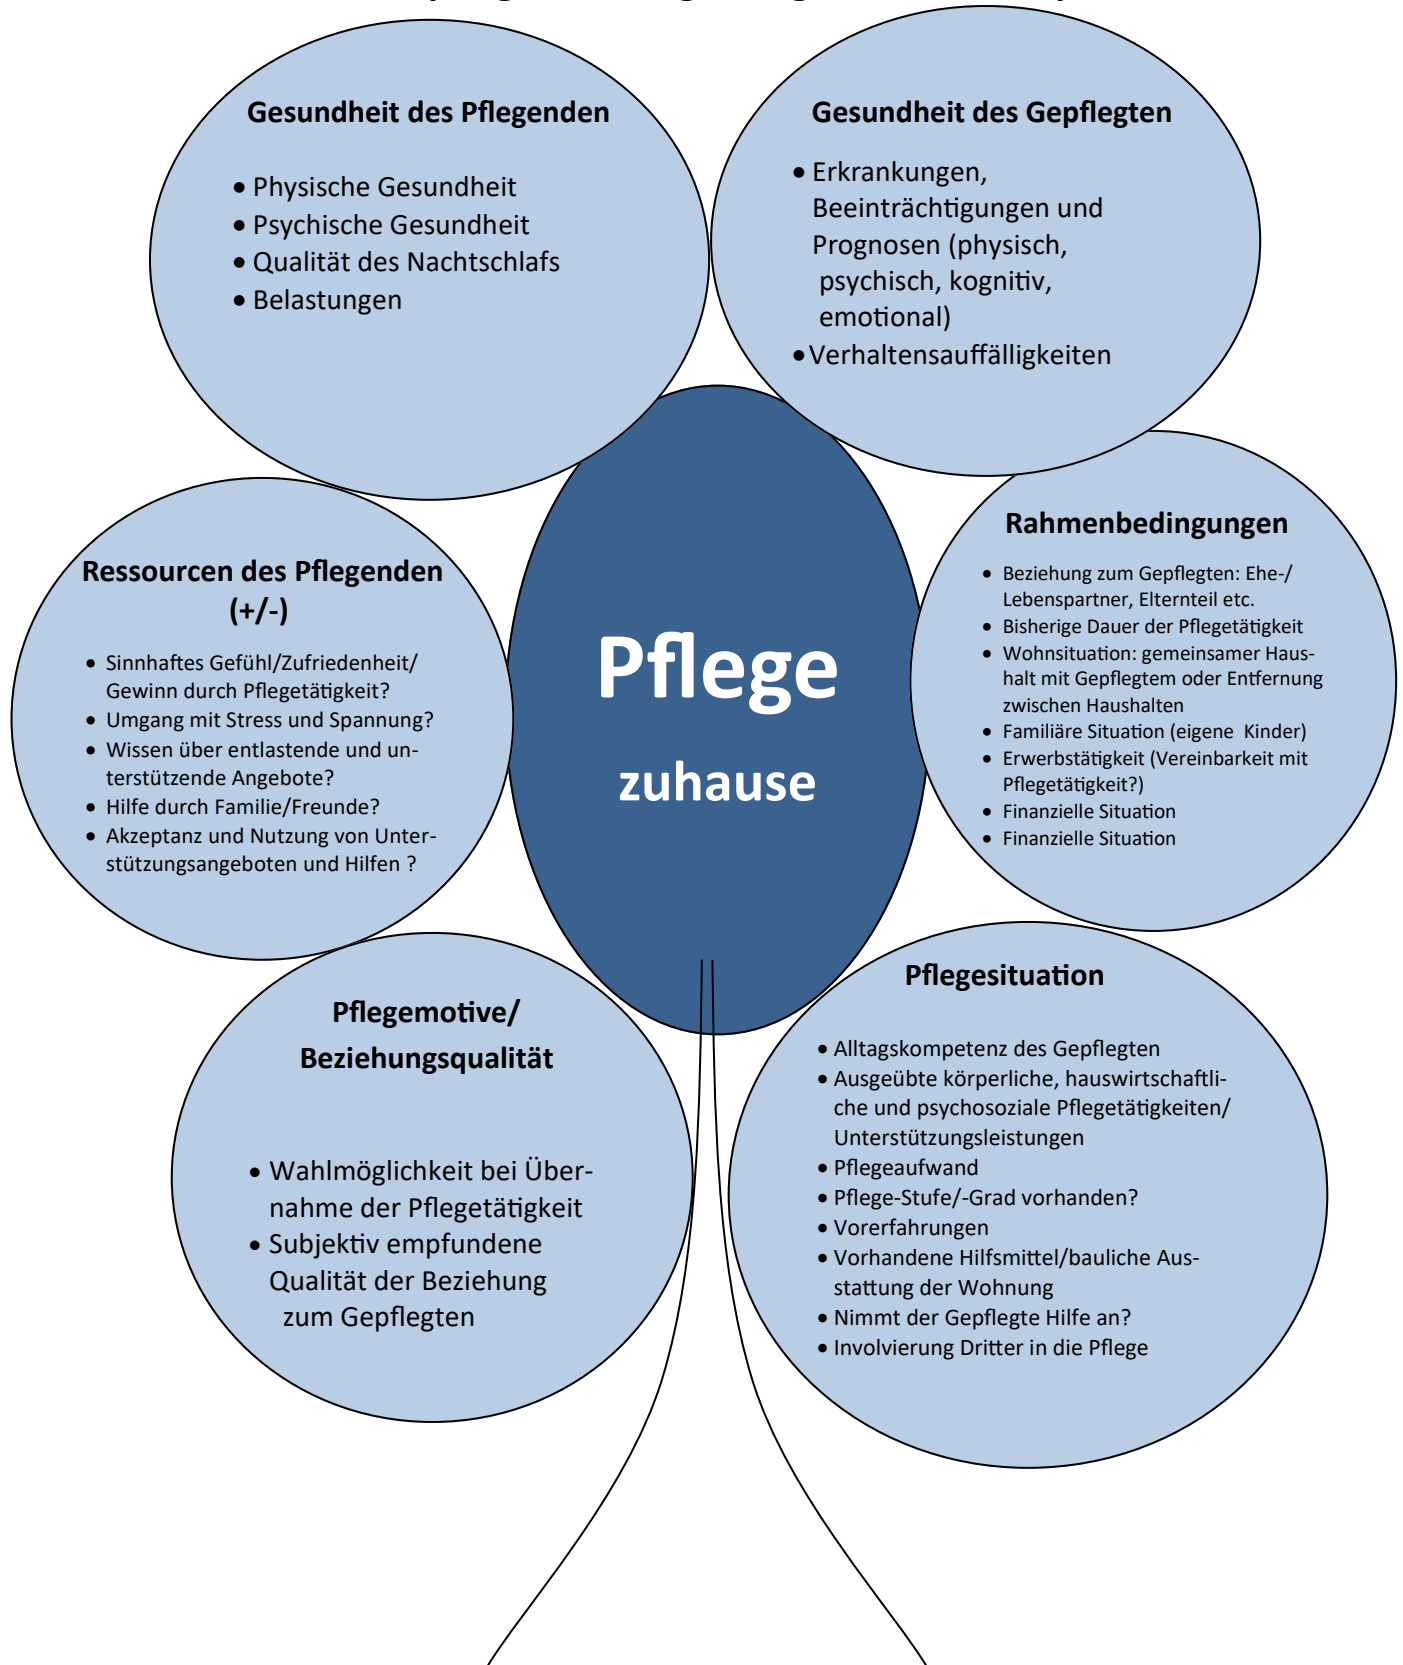 Gesundheit des Pflegenden
• Physische Gesundheit
• Psychische Gesundheit
• Qualität des Nachtschlafs
• Belastungen
Gesundheit des Gepflegten
• Erkrankungen,
Beeinträchtigungen und
Prognosen (physisch,
psychisch, kognitiv,
emotional)
• Verhaltensauffälligkeiten
Ressourcen des Pflegenden
(+/-)
• Sinnhaftes Gefühl/Zufriedenheit/
Gewinn durch Pflegetätigkeit?
• Umgang mit Stress und Spannung?
• Wissen über entlastende und un-
terstützende Angebote?
• Hilfe durch Familie/Freunde?
• Akzeptanz und Nutzung von Unter-
stützungsangeboten und Hilfen ?
Pflege
zuhause
Rahmenbedingungen
• Beziehung zum Gepflegten: Ehe-/
Lebenspartner, Elternteil etc.
• Bisherige Dauer der Pflegetätigkeit
• Wohnsituation: gemeinsamer Haus-
halt mit Gepflegtem oder Entfernung
zwischen Haushalten
• Familiäre Situation (eigene Kinder)
• Erwerbstätigkeit (Vereinbarkeit mit
Pflegetätigkeit?)
• Finanzielle Situation
• Finanzielle Situation
Pflegemotive/
Beziehungsqualität
• Wahlmöglichkeit bei Über-
nahme der Pflegetätigkeit
• Subjektiv empfundene
Qualität der Beziehung
zum Gepflegten
Pflegesituation
• Alltagskompetenz des Gepflegten
• Ausgeübte körperliche, hauswirtschaftli-
che und psychosoziale Pflegetätigkeiten/
Unterstützungsleistungen
• Pflegeaufwand
• Pflege-Stufe/-Grad vorhanden?
• Vorerfahrungen
• Vorhandene Hilfsmittel/bauliche Aus-
stattung der Wohnung
• Nimmt der Gepflegte Hilfe an?
• Involvierung Dritter in die Pflege